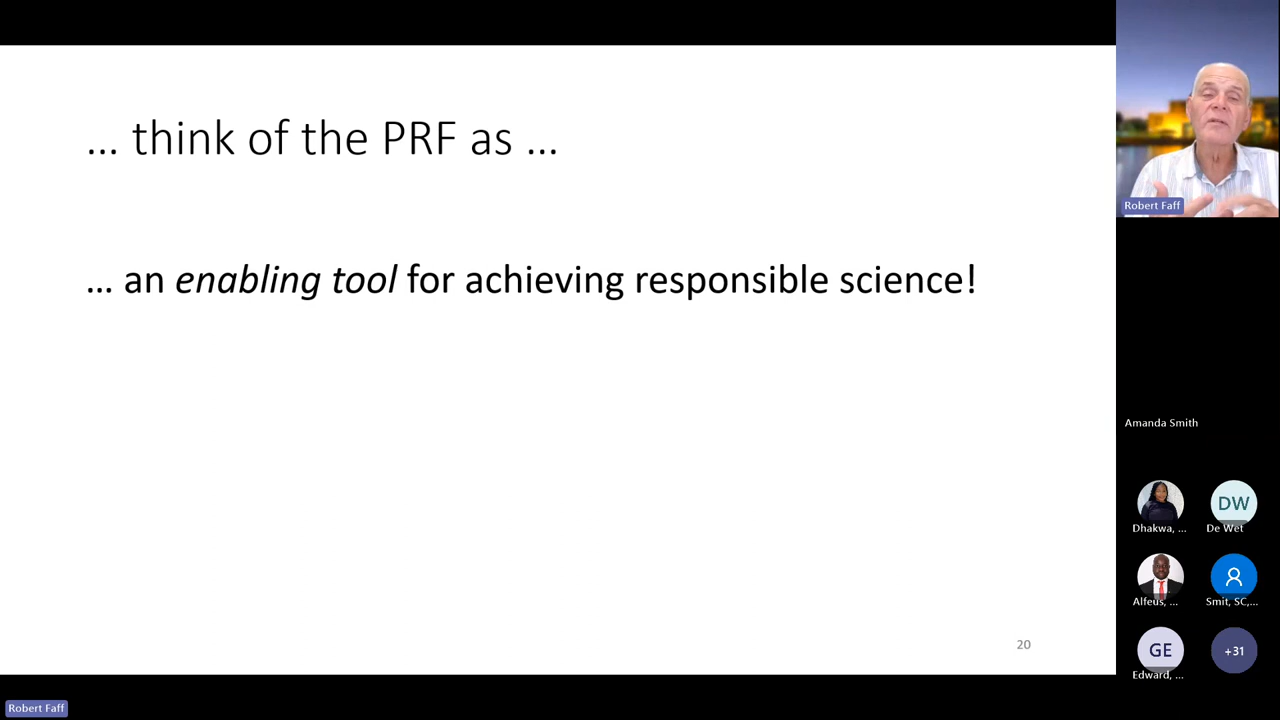 ... think of the PRF as ...
... an enabling tool for achieving responsible science!
20
Robert Faff
Amanda Smith
DW
Dhakwa, ...
De Wet
Alfeus, ...
Smit, SC,...
GE
+31
Edward, ...
Robert Faff